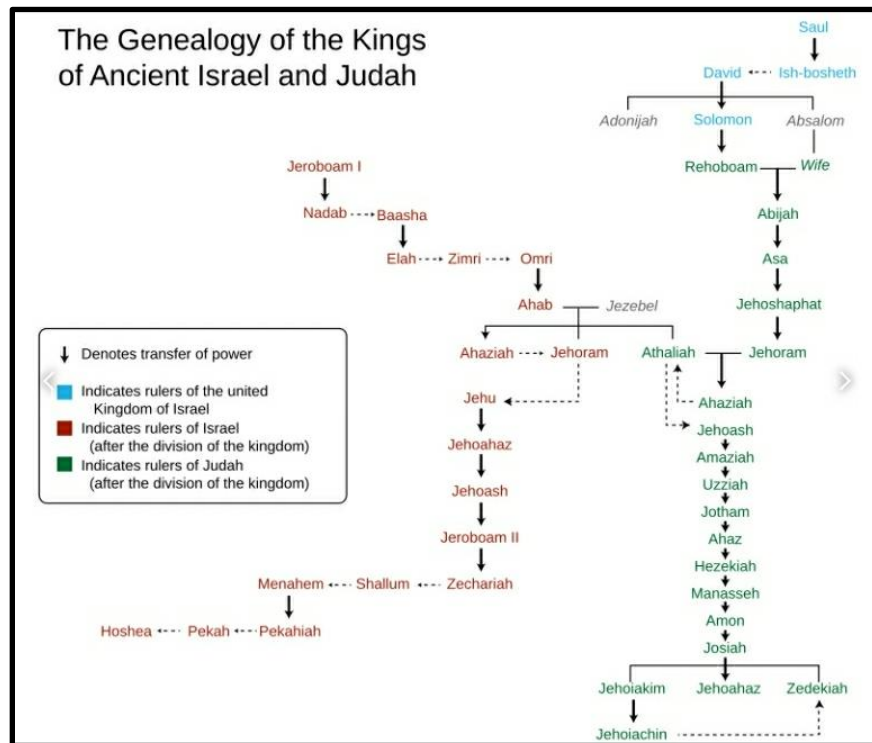 The Genealogy of the Kings
of Ancient Israel and Judah
Saul
David Ish-bosheth
Adonijah Solomon Absalom
Jeroboam I Rehoboam Wife
Nadab Baasha Abijah
Elah Zimri Omri Asa
Ahab Jezebel Jehoshaphat
Ahaziah Jehoram Athaliah Jehoram
Jehu Ahaziah
Jehoash
Jehoahaz Amaziah
Jehoash Uzziah
Jotham
Jeroboam II Ahaz
Hezekiah
Menahem Shallum Zechariah Manasseh
Amon
Hoshea Pekah Pekahiah
Josiah
Jehoiakim Jehoahaz Zedekiah
Jehoiachin
Denotes transfer of power
Indicates rulers of the united
Kingdom of Israel
Indicates rulers of Israel
(after the division of the kingdom)
Indicates rulers of Judah
(after the division of the kingdom)